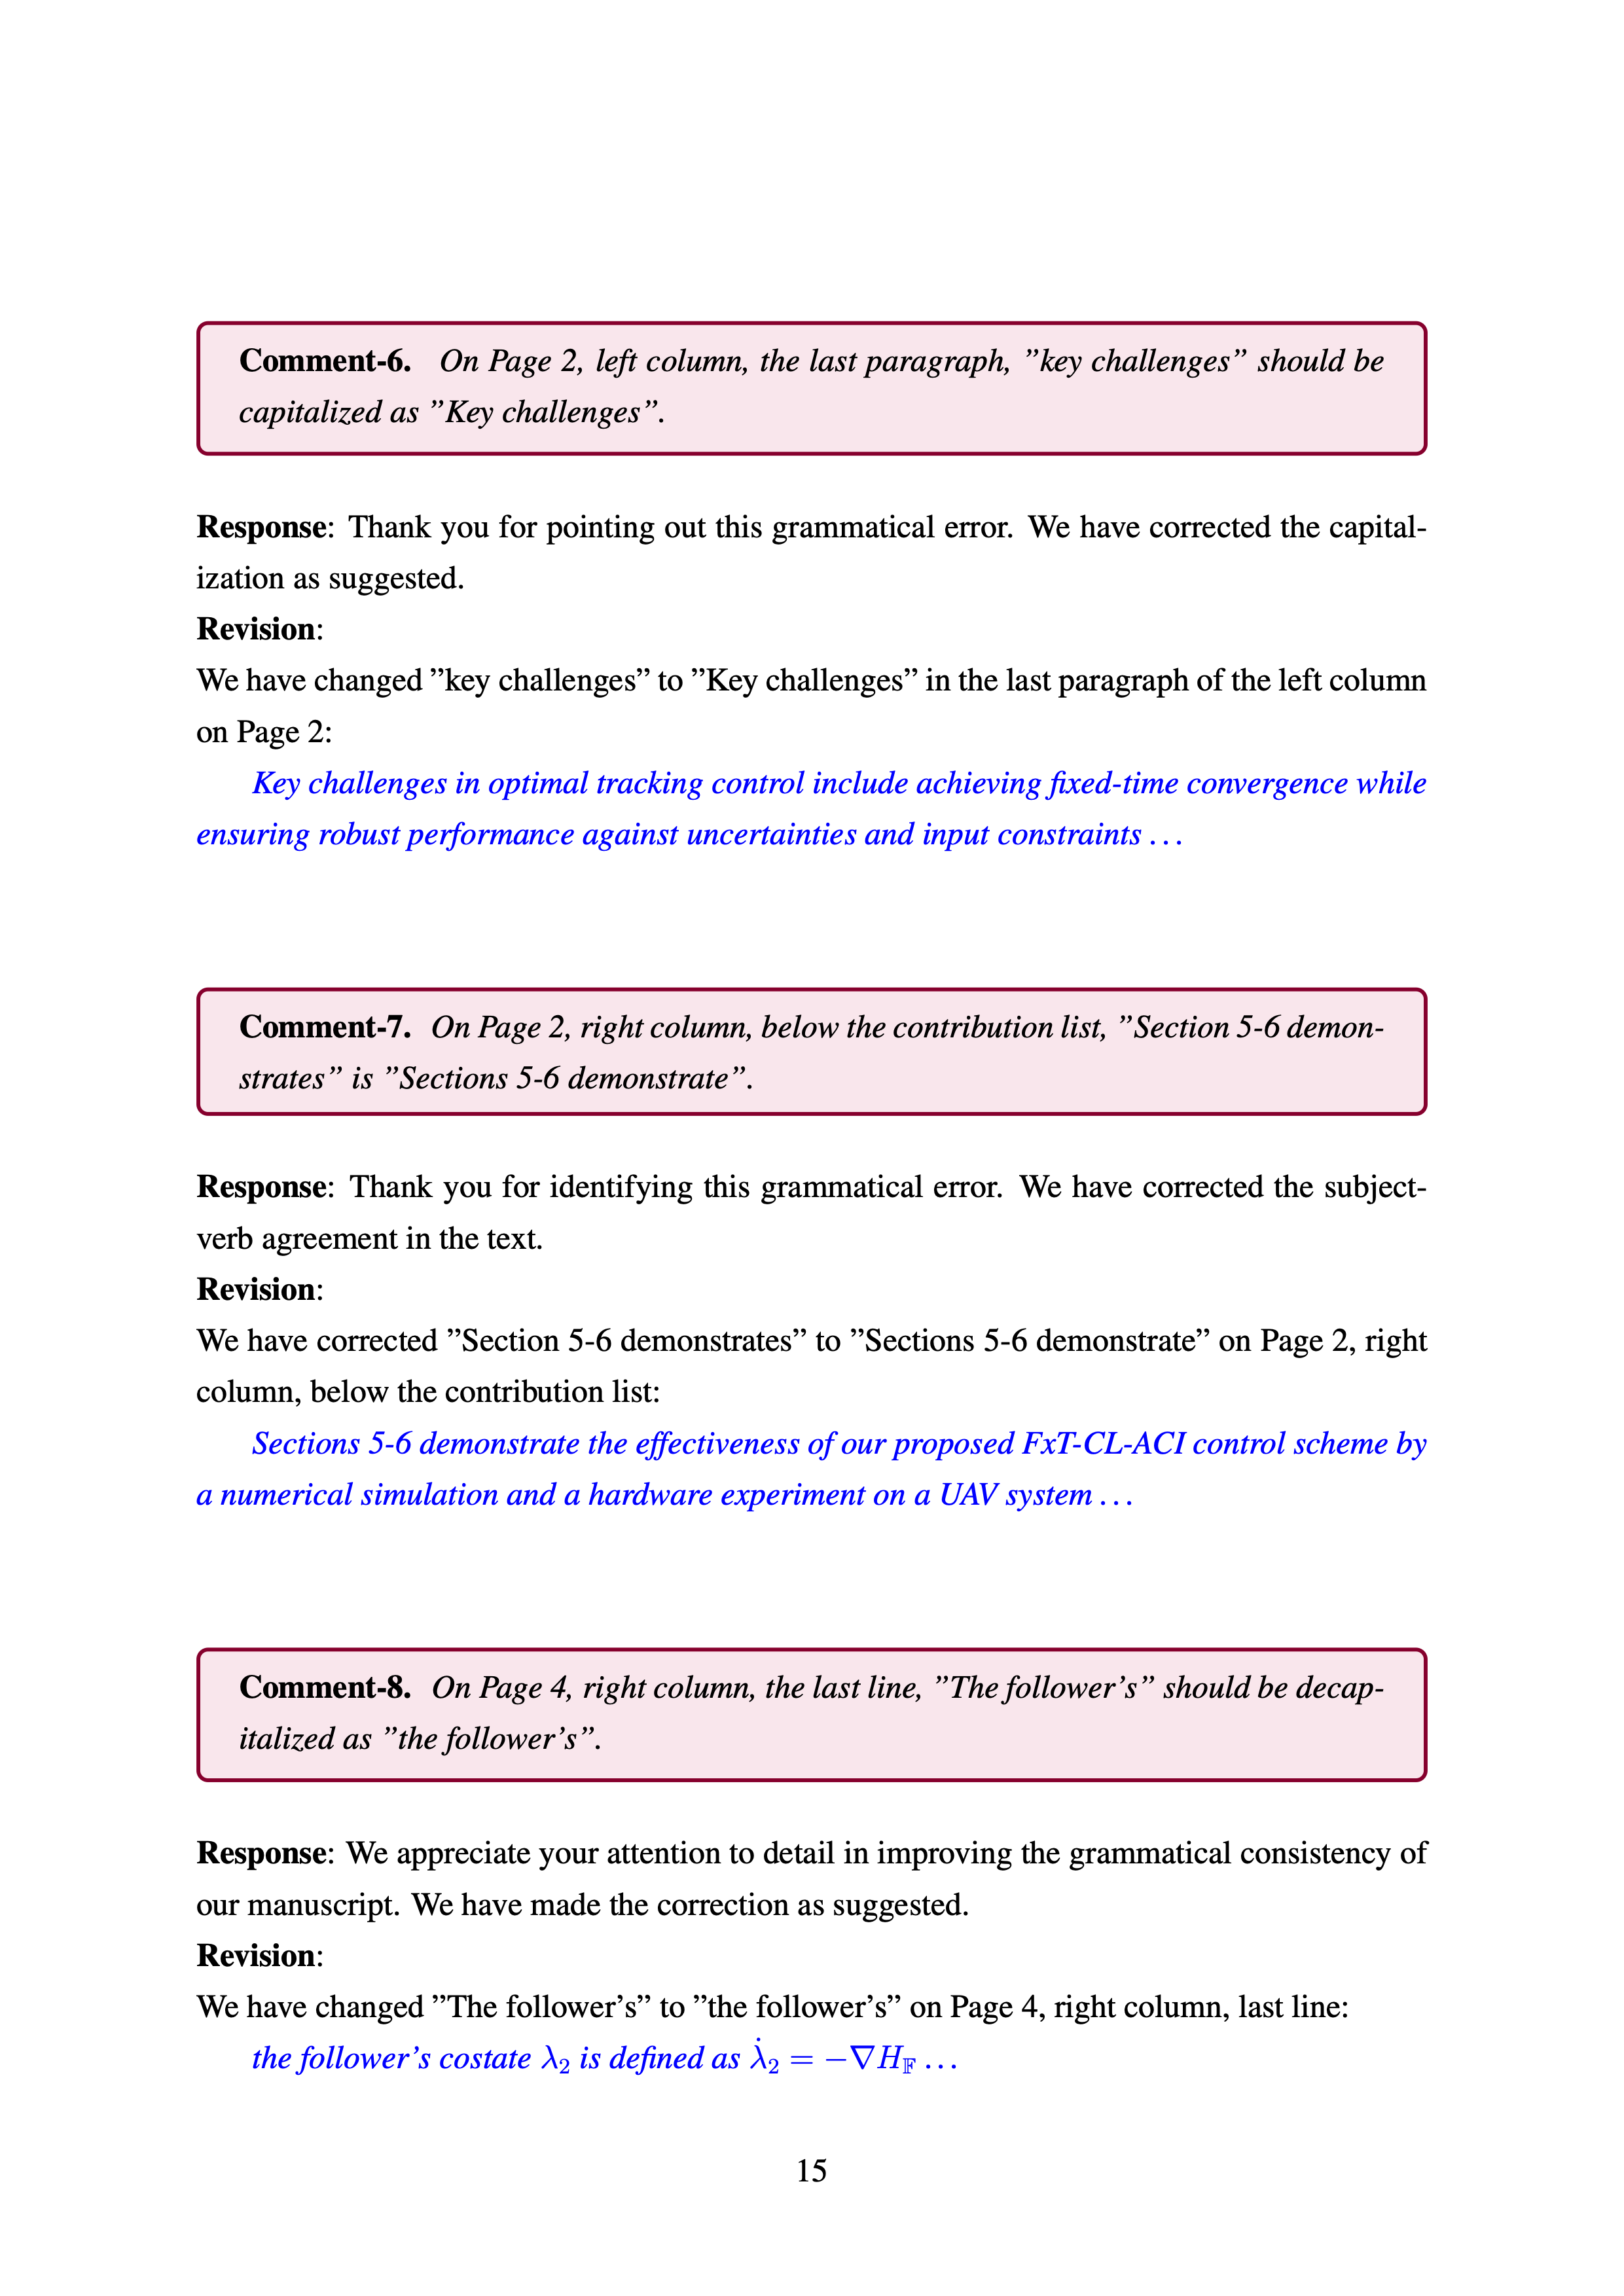 Comment-6. On Page 2, left column, the last paragraph, ”key challenges” should be
capitalized as ”Key challenges”.
Response: Thank you for pointing out this grammatical error. We have corrected the capital-
ization as suggested.
Revision:
We have changed ”key challenges” to ”Key challenges” in the last paragraph of the left column
on Page 2:
Key challenges in optimal tracking control include achieving fixed-time convergence while
ensuring robust performance against uncertainties and input constraints . . .
Comment-7. On Page 2, right column, below the contribution list, ”Section 5-6 demon-
strates” is ”Sections 5-6 demonstrate”.
Response: Thank you for identifying this grammatical error. We have corrected the subject-
verb agreement in the text.
Revision:
We have corrected ”Section 5-6 demonstrates” to ”Sections 5-6 demonstrate” on Page 2, right
column, below the contribution list:
Sections 5-6 demonstrate the effectiveness of our proposed FxT-CL-ACI control scheme by
a numerical simulation and a hardware experiment on a UAV system . . .
Comment-8. On Page 4, right column, the last line, ”The follower’s” should be decap-
italized as ”the follower’s”.
Response: We appreciate your attention to detail in improving the grammatical consistency of
our manuscript. We have made the correction as suggested.
Revision:
We have changed ”The follower’s” to ”the follower’s” on Page 4, right column, last line:
the follower’s costate λ₂ is defined as λ̇₂ = −∇H_𝔽 . . .
15